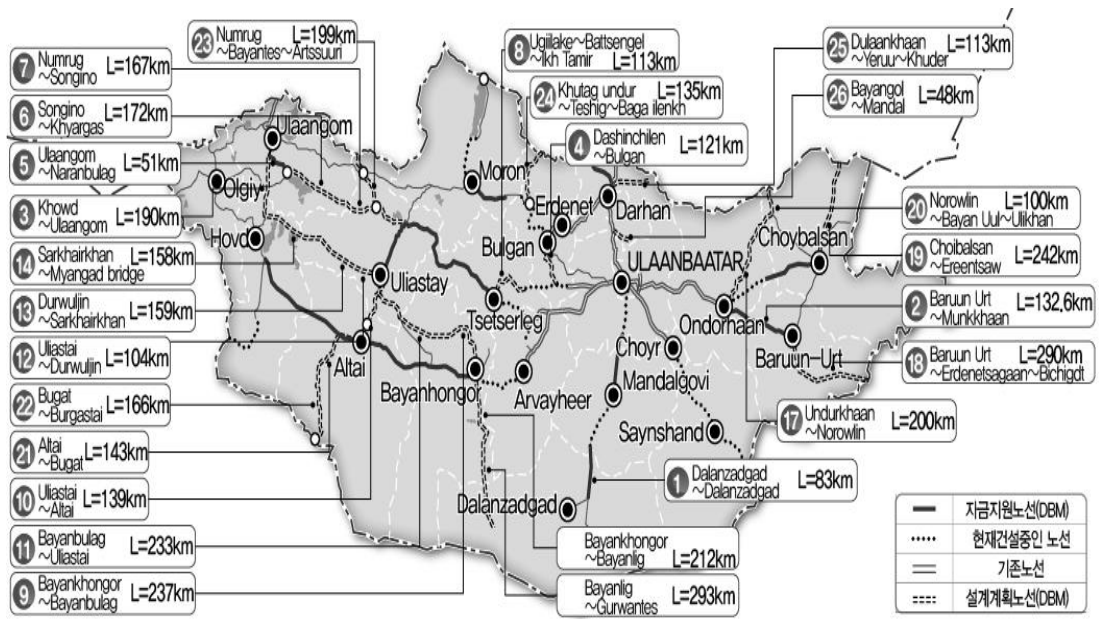 23 Numrug ~Bayantes~Artssuuri L=199km
7 Numrug ~Songino L=167km
6 Songino ~Khyargas L=172km
5 Ulaangom ~Naranbulag L=51km
3 Khowd ~Ulaangom L=190km
14 Sarkhairkhan ~Myangad bridge L=158km
13 Durwuljin ~Sarkhairkhan L=159km
12 Uliastai ~Durwuljin L=104km
22 Bugat ~Burgastai L=166km
21 Altai ~Bugat L=143km
10 Uliastai ~Altai L=139km
11 Bayanbulag ~Uliastai L=233km
9 Bayankhongor ~Bayanbulag L=237km
8 Ugiilake~Battsengel ~Ikh Tamir L=113km
24 Khutag undur ~Teshig~Baga ilenkh L=135km
4 Dashinchilen ~Bulgan L=121km
25 Dulaankhaan ~Yeruu~Khuder L=113km
26 Bayangol ~Mandal L=48km
20 Norowlin ~Bayan Uul~Ulikhan L=100km
19 Choibalsan ~Ereentsaw L=242km
2 Baruun Urt ~Munkkhaan L=132.6km
18 Baruun Urt ~Erdenetsagaan~Bichigdt L=290km
17 Undurkhaan ~Norowlin L=200km
1 Dalanzadgad ~Dalanzadgad L=83km
Bayankhongor ~Bayanlig L=212km
Bayanlig ~Gurwantes L=293km
Ulaangom
Olgiy
Hovd
Uliastay
Altai
Bayanhongor
Moron
Erdenet
Bulgan
Tsetserleg
Arvayheer
Darhan
ULAANBAATAR
Choyr
Mandalgovi
Saynshand
Dalanzadgad
Ondorhaan
Choybalsan
Baruun-Urt
자금지원노선(DBM)
현재건설중인 노선
기존노선
설계계획노선(DBM)